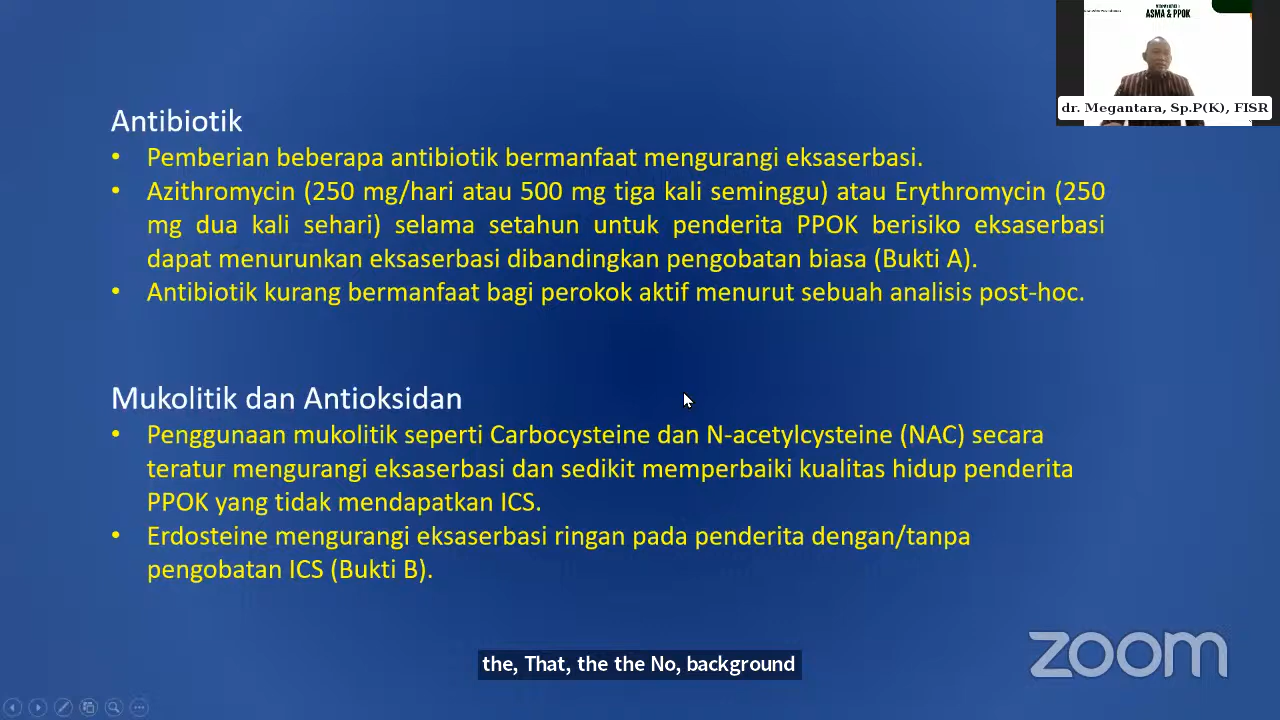 ASMA & PPOK
dr. Megantara, Sp.P(K), FISR
Antibiotik
• Pemberian beberapa antibiotik bermanfaat mengurangi eksaserbasi.
• Azithromycin (250 mg/hari atau 500 mg tiga kali seminggu) atau Erythromycin (250
mg dua kali sehari) selama setahun untuk penderita PPOK berisiko eksaserbasi
dapat menurunkan eksaserbasi dibandingkan pengobatan biasa (Bukti A).
• Antibiotik kurang bermanfaat bagi perokok aktif menurut sebuah analisis post-hoc.
Mukolitik dan Antioksidan
• Penggunaan mukolitik seperti Carbocysteine dan N-acetylcysteine (NAC) secara
teratur mengurangi eksaserbasi dan sedikit memperbaiki kualitas hidup penderita
PPOK yang tidak mendapatkan ICS.
• Erdosteine mengurangi eksaserbasi ringan pada penderita dengan/tanpa
pengobatan ICS (Bukti B).
zoom
the, That, the the No, background